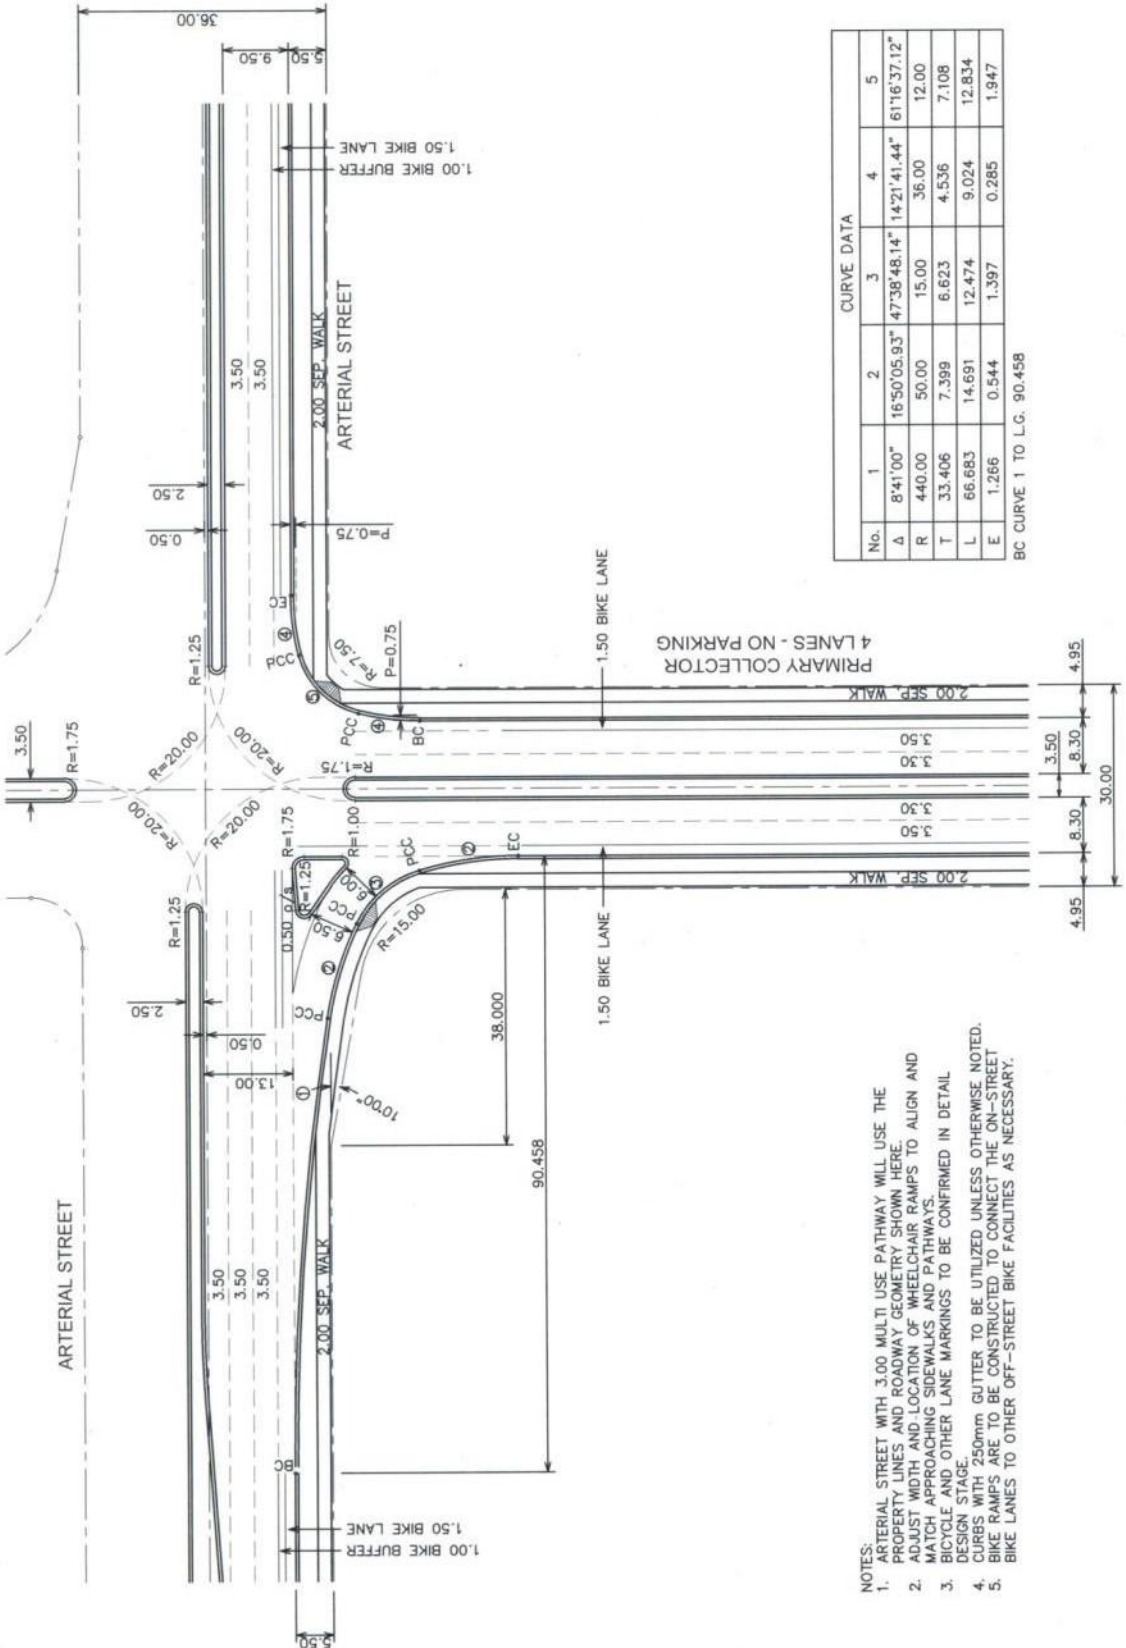 ARTERIAL STREET
36.00
9.50
5.50
1.50 BIKE LANE
1.00 BIKE BUFFER
3.50
3.50
2.50
0.50
2.00 SEP. WALK
ARTERIAL STREET
P=0.75
EC
4
PCC
5
R=7.50
P=0.75
PCC
4
BC
R=1.25
3.50
R=1.75
R=20.00
R=20.00
R=20.00
R=20.00
R=1.75
R=1.75
R=1.00
R=1.25
R=1.25
0.50 o/s
6.00
6.50
PCC
3
PCC
2
EC
R=15.00
2
PCC
2.50
0.50
13.00
1
10'00"
38.000
90.458
3.50
3.50
3.50
2.00 SEP. WALK
BC
1.50 BIKE LANE
1.00 BIKE BUFFER
5.50
1.50 BIKE LANE
1.50 BIKE LANE
PRIMARY COLLECTOR
4 LANES - NO PARKING
2.00 SEP. WALK
3.50
3.30
3.30
3.50
2.00 SEP. WALK
4.95
8.30
3.50
8.30
4.95
30.00
CURVE DATA
No. 1 2 3 4 5
Δ 8°41'00" 16°50'05.93" 47°38'48.14" 14°21'41.44" 61°16'37.12"
R 440.00 50.00 15.00 36.00 12.00
T 33.406 7.399 6.623 4.536 7.108
L 66.683 14.691 12.474 9.024 12.834
E 1.266 0.544 1.397 0.285 1.947
BC CURVE 1 TO L.G. 90.458
NOTES:
1. ARTERIAL STREET WITH 3.00 MULTI USE PATHWAY WILL USE THE
PROPERTY LINES AND ROADWAY GEOMETRY SHOWN HERE.
2. ADJUST WIDTH AND LOCATION OF WHEELCHAIR RAMPS TO ALIGN AND
MATCH APPROACHING SIDEWALKS AND PATHWAYS.
3. BICYCLE AND OTHER LANE MARKINGS TO BE CONFIRMED IN DETAIL
DESIGN STAGE.
4. CURBS WITH 250mm GUTTER TO BE UTILIZED UNLESS OTHERWISE NOTED.
5. BIKE RAMPS ARE TO BE CONSTRUCTED TO CONNECT THE ON-STREET
BIKE LANES TO OTHER OFF-STREET BIKE FACILITIES AS NECESSARY.